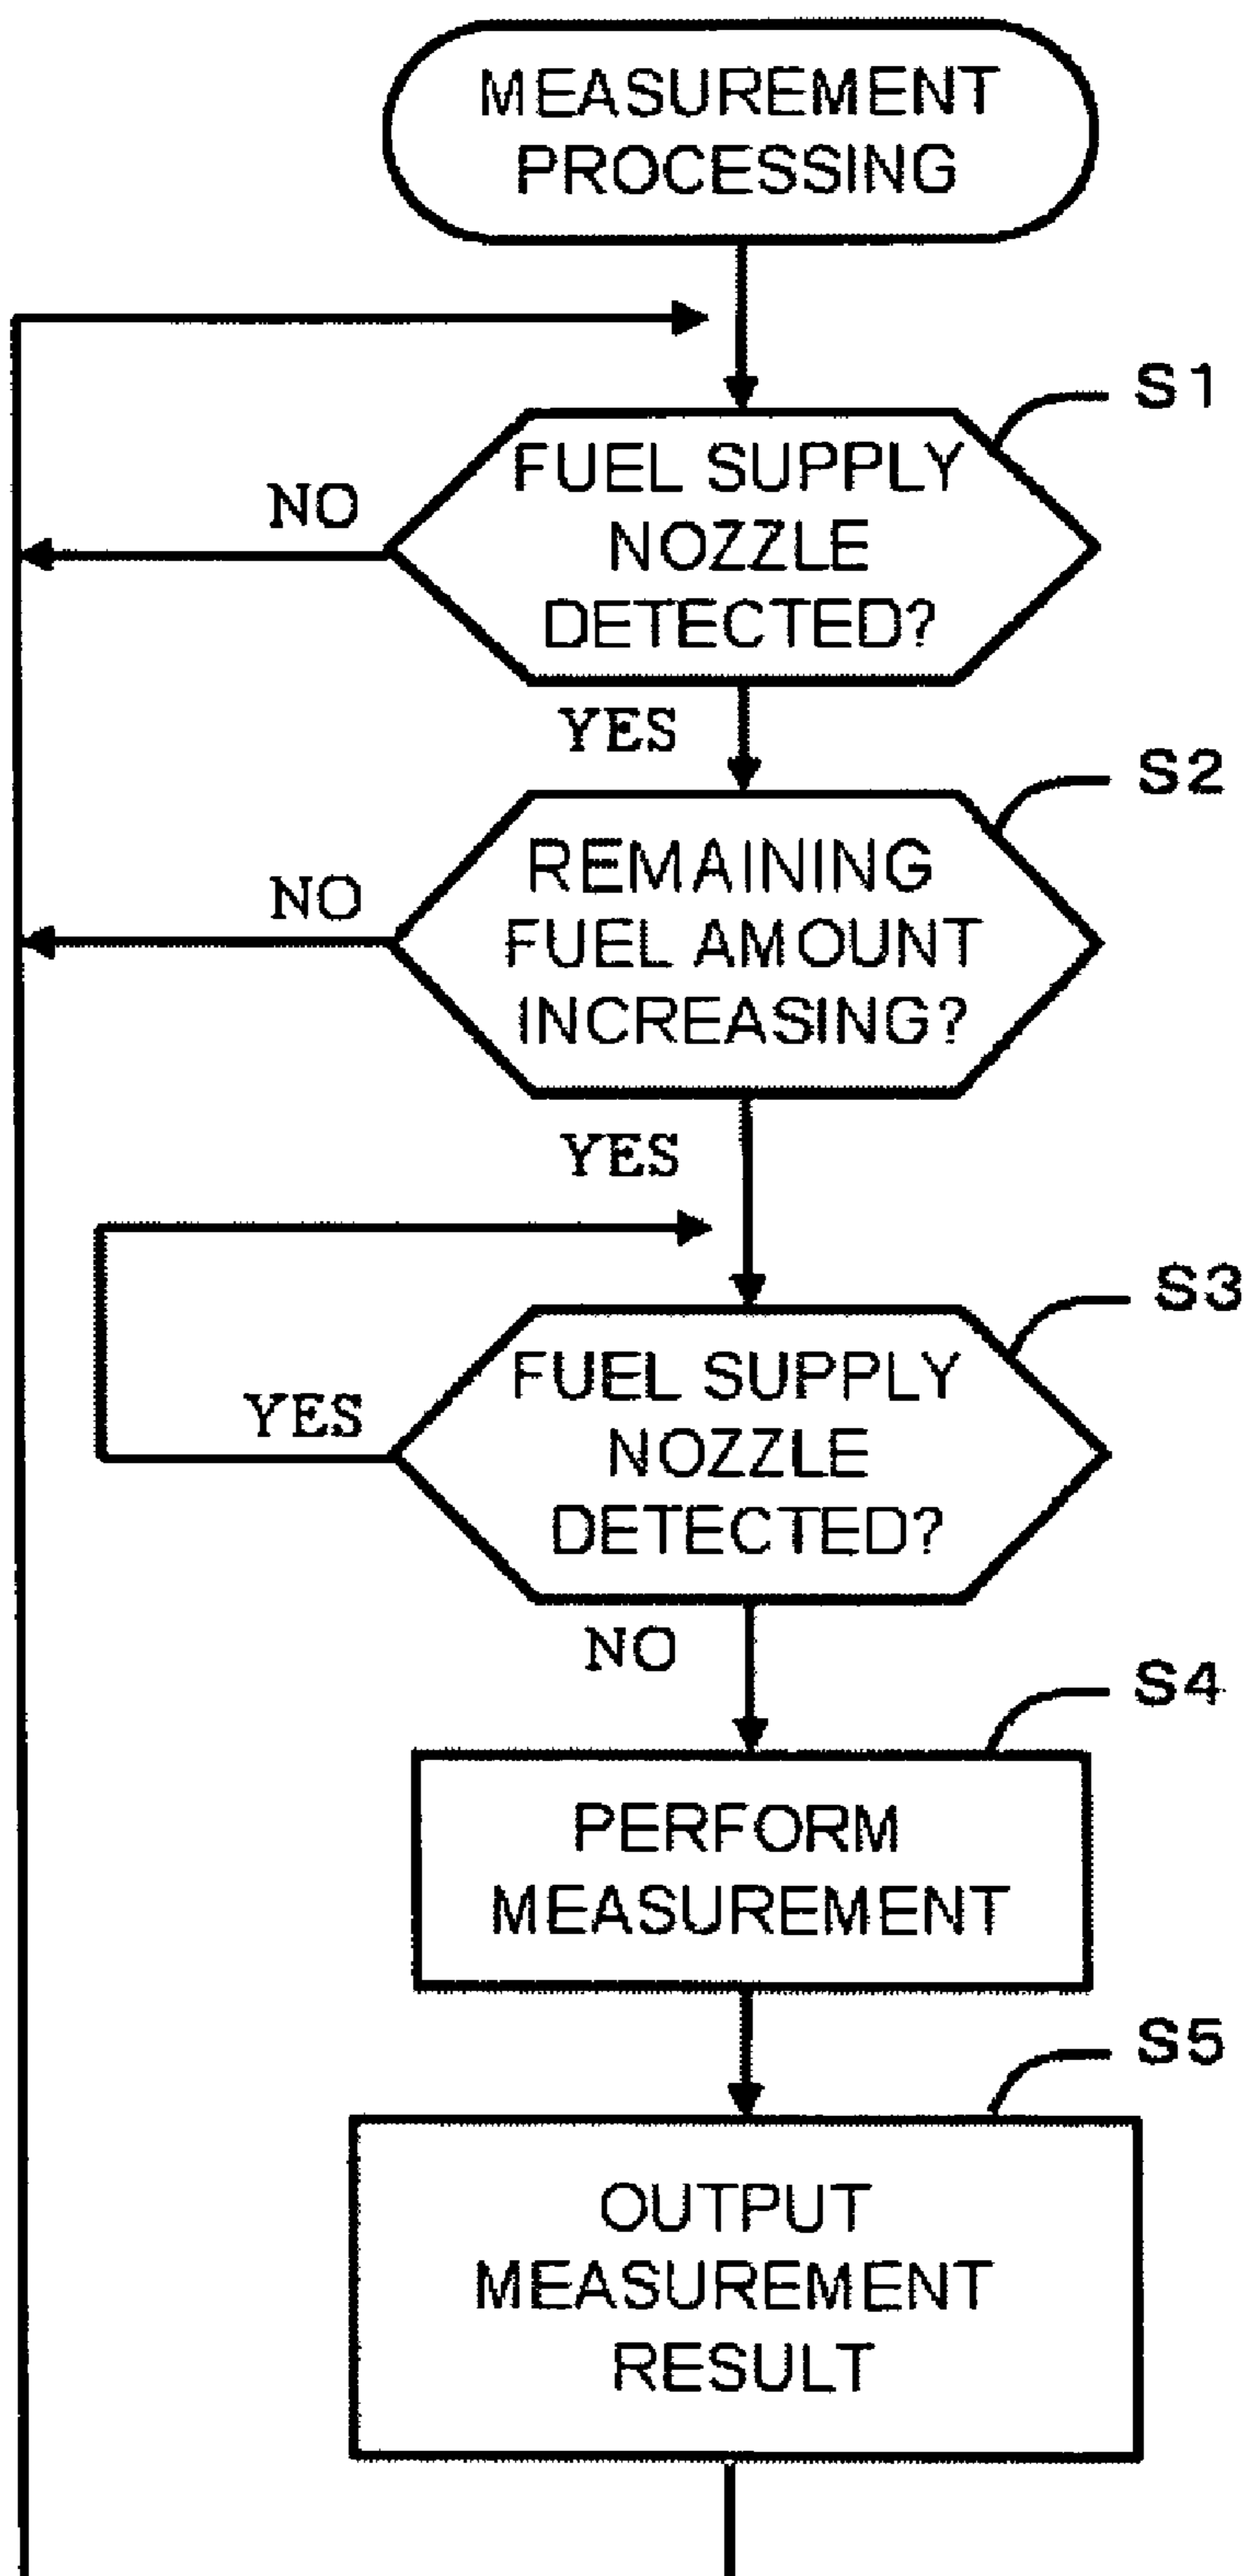 MEASUREMENT
PROCESSING
S1
FUEL SUPPLY
NOZZLE
DETECTED?
NO
YES
S2
REMAINING
FUEL AMOUNT
INCREASING?
NO
YES
S3
FUEL SUPPLY
NOZZLE
DETECTED?
YES
NO
S4
PERFORM
MEASUREMENT
S5
OUTPUT
MEASUREMENT
RESULT